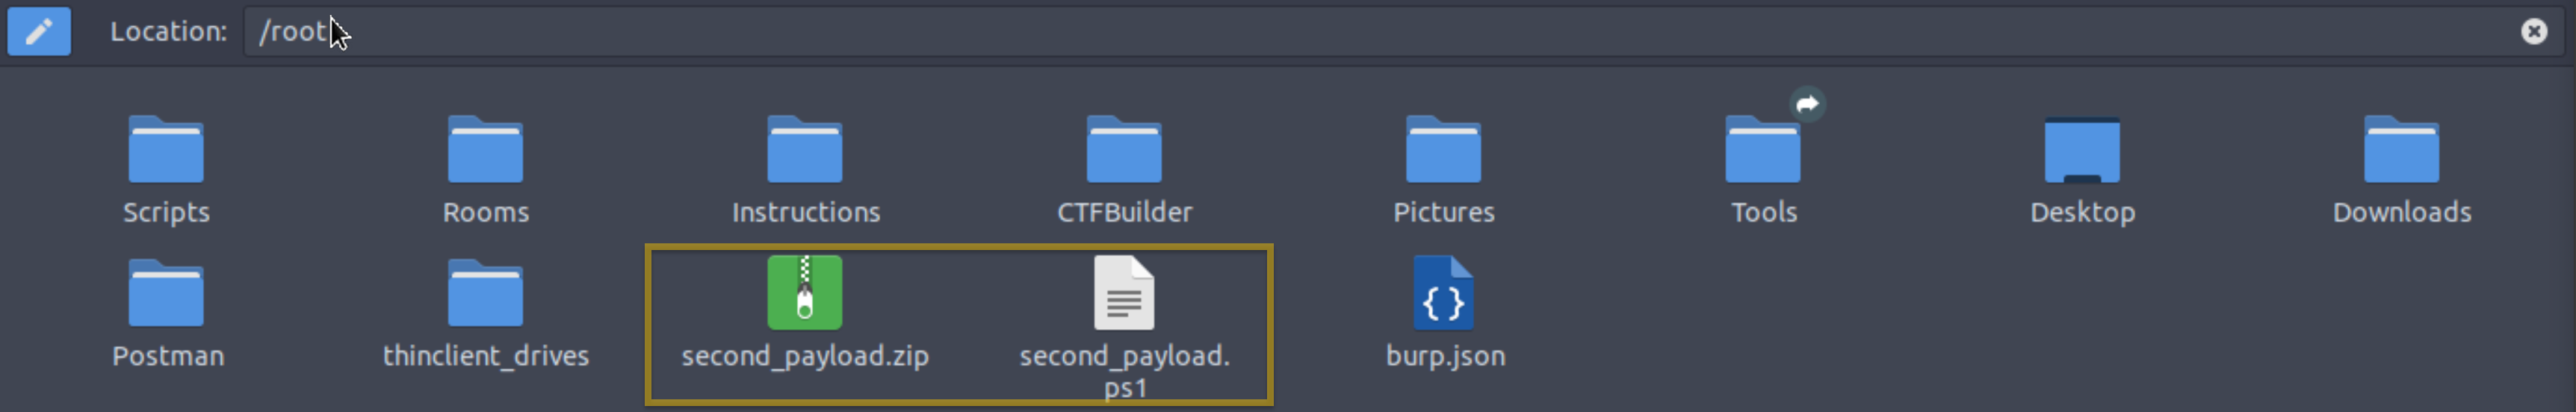 Location: /root
Scripts Rooms Instructions CTFBuilder Pictures Tools Desktop Downloads
Postman thinclient_drives second_payload.zip second_payload. burp.json
ps1